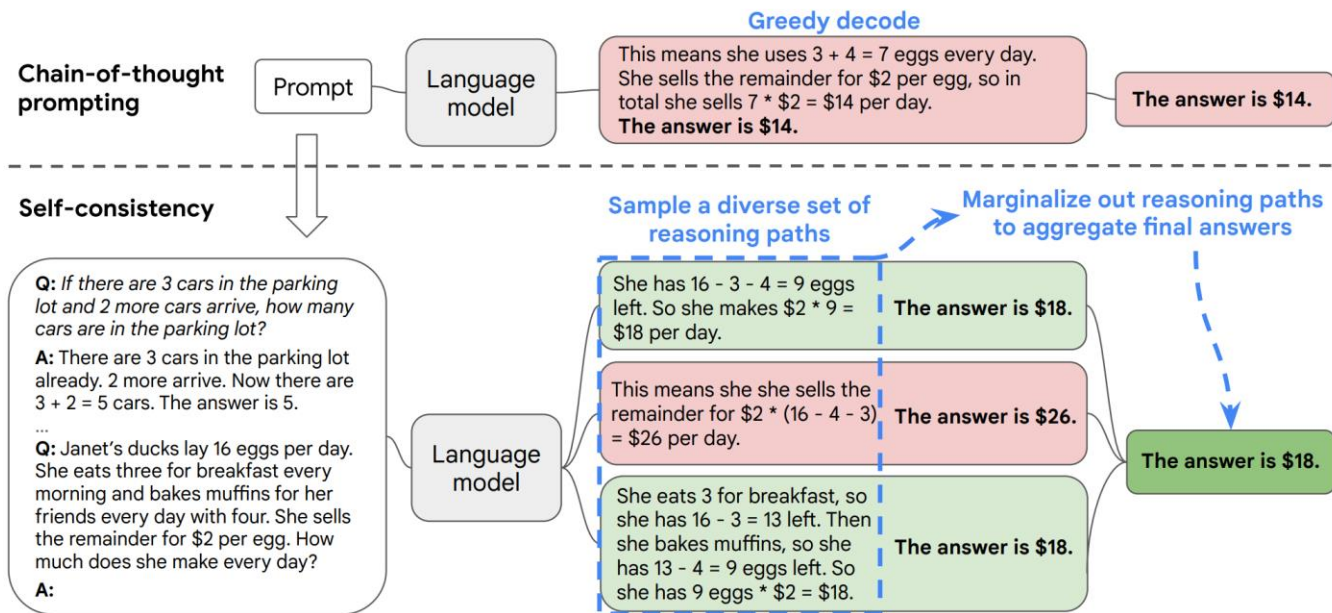 Greedy decode
Chain-of-thought
prompting
Prompt
Language
model
This means she uses 3 + 4 = 7 eggs every day.
She sells the remainder for $2 per egg, so in
total she sells 7 * $2 = $14 per day.
The answer is $14.
The answer is $14.
Self-consistency
Sample a diverse set of
reasoning paths
Marginalize out reasoning paths
to aggregate final answers
Q: If there are 3 cars in the parking
lot and 2 more cars arrive, how many
cars are in the parking lot?
A: There are 3 cars in the parking lot
already. 2 more arrive. Now there are
3 + 2 = 5 cars. The answer is 5.
...
Q: Janet's ducks lay 16 eggs per day.
She eats three for breakfast every
morning and bakes muffins for her
friends every day with four. She sells
the remainder for $2 per egg. How
much does she make every day?
A:
Language
model
She has 16 - 3 - 4 = 9 eggs
left. So she makes $2 * 9 =
$18 per day.
The answer is $18.
This means she she sells the
remainder for $2 * (16 - 4 - 3)
= $26 per day.
The answer is $26.
She eats 3 for breakfast, so
she has 16 - 3 = 13 left. Then
she bakes muffins, so she
has 13 - 4 = 9 eggs left. So
she has 9 eggs * $2 = $18.
The answer is $18.
The answer is $18.